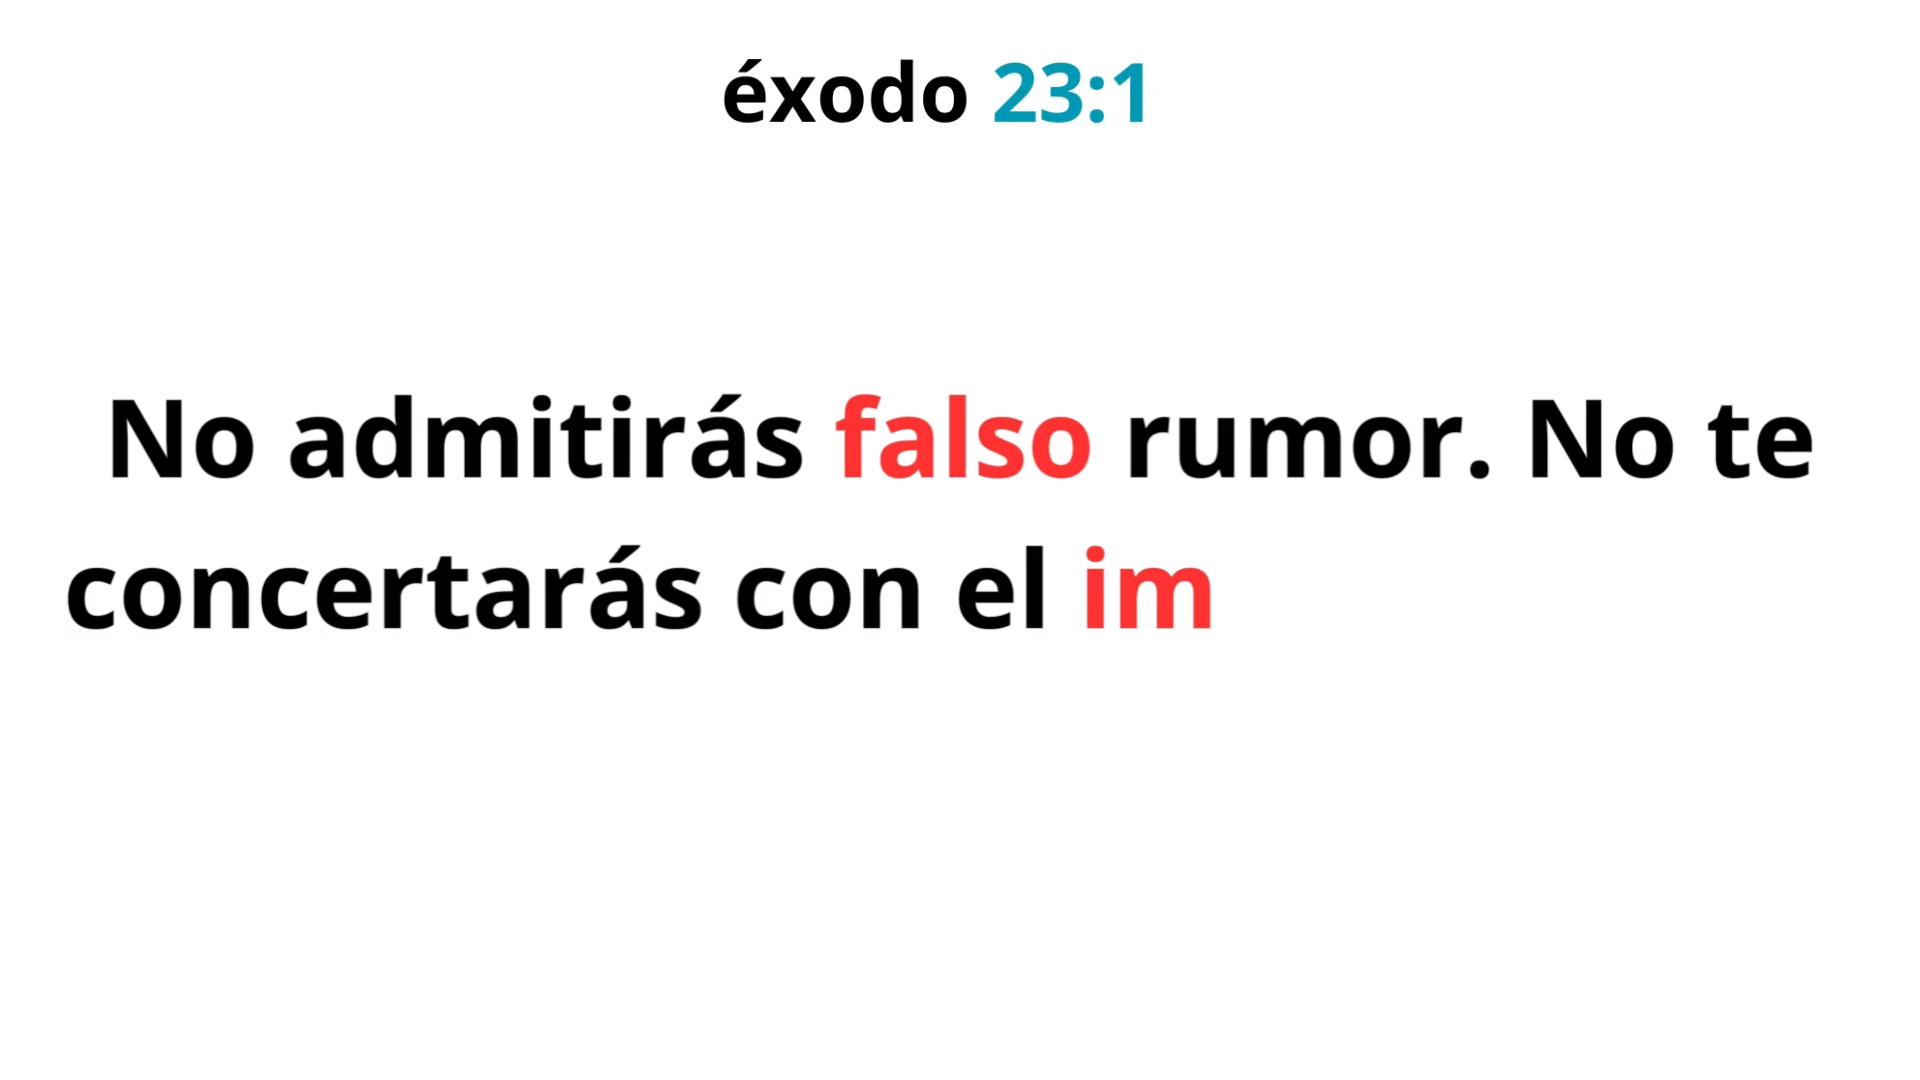 éxodo 23:1
No admitirás falso rumor. No te
concertarás con el im